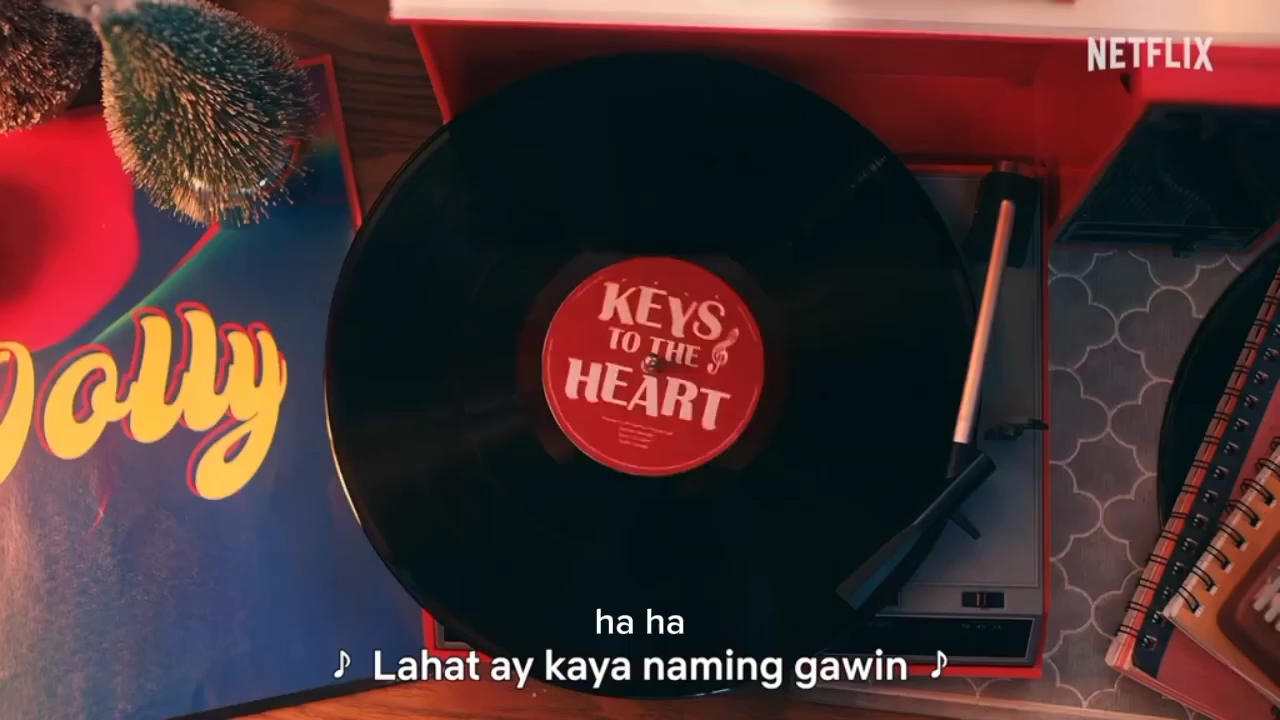 NETFLIX
Dolly
KEYS
TO THE
HEART
ha ha
♪ Lahat ay kaya naming gawin ♪